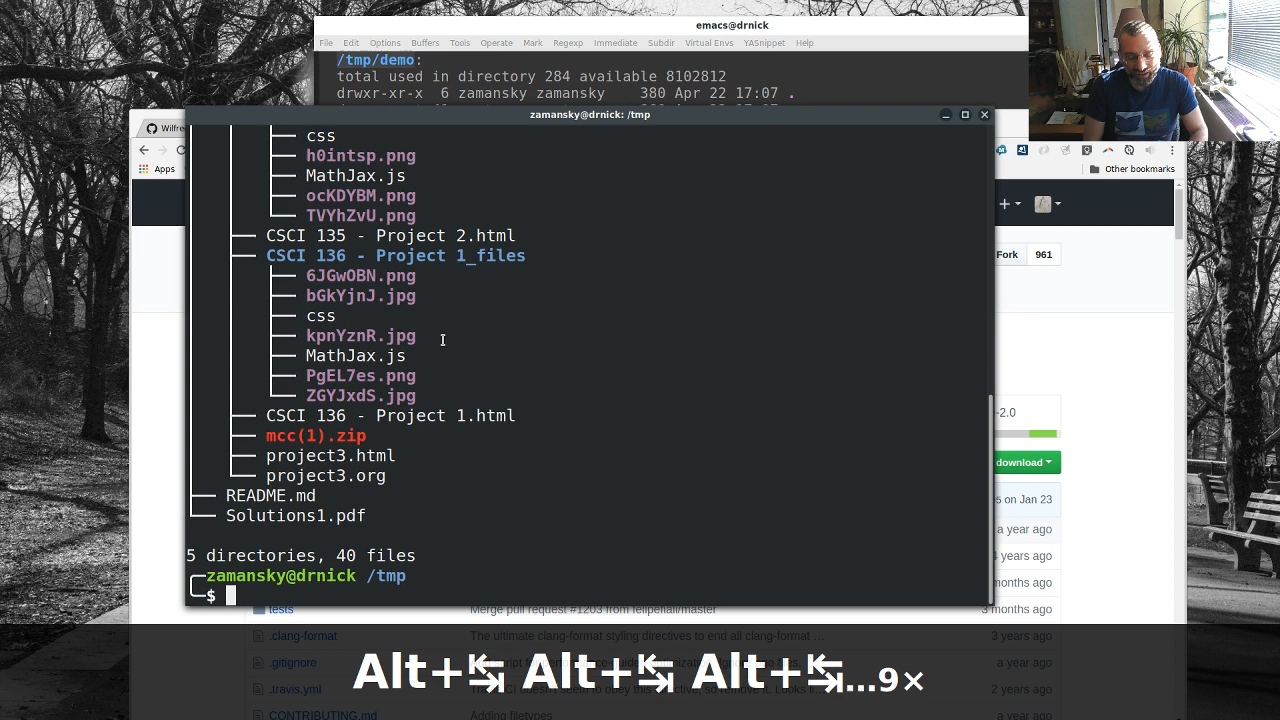 emacs@drnick
File Edit Options Buffers Tools Operate Mark Regexp Immediate Subdir Virtual Envs YASnippet Help
/tmp/demo:
total used in directory 284 available 8102812
drwxr-xr-x 6 zamansky zamansky 380 Apr 22 17:07 .
zamansky@drnick: /tmp
Wilfre
Apps
Other bookmarks
css
h0intsp.png
MathJax.js
ocKDYBM.png
TVYhZvU.png
CSCI 135 - Project 2.html
CSCI 136 - Project 1_files
6JGwOBN.png
bGkYjnJ.jpg
css
kpnYznR.jpg
MathJax.js
PgEL7es.png
ZGYJxdS.jpg
CSCI 136 - Project 1.html
mcc(1).zip
project3.html
project3.org
README.md
Solutions1.pdf
5 directories, 40 files
zamansky@drnick /tmp
$
Fork 961
-2.0
download
on Jan 23
a year ago
years ago
months ago
tests Merge pull request #1203 from felipefiali/master 3 months ago
.clang-format The ultimate clang-format styling directives to end all clang-format … 3 years ago
.gitignore a year ago
.travis.yml 2 years ago
CONTRIBUTING.md Adding filetypes a year ago
Alt+↹ Alt+↹ Alt+↹...9×